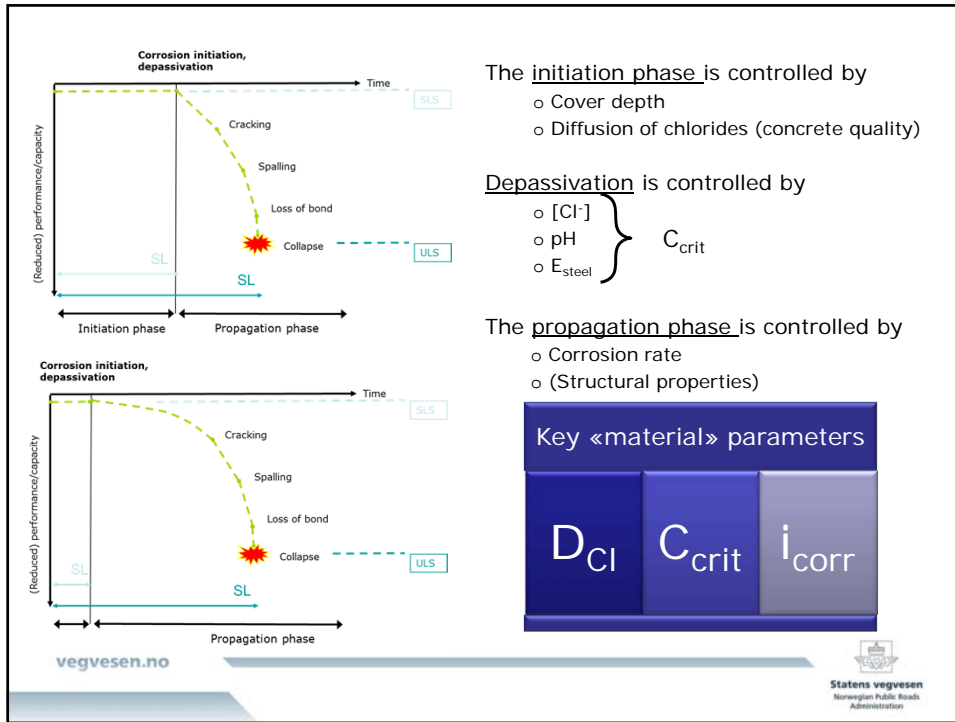 Corrosion initiation,
depassivation
Time
SLS
Cracking
Spalling
Loss of bond
Collapse
ULS
(Reduced) performance/capacity
SL
SL
Initiation phase
Propagation phase
Corrosion initiation,
depassivation
Time
SLS
Cracking
Spalling
Loss of bond
Collapse
ULS
(Reduced) performance/capacity
SL
SL
Propagation phase
The initiation phase is controlled by
o Cover depth
o Diffusion of chlorides (concrete quality)
Depassivation is controlled by
o [Cl-]
o pH
o Esteel
Ccrit
The propagation phase is controlled by
o Corrosion rate
o (Structural properties)
Key «material» parameters
DCl
Ccrit
icorr
vegvesen.no
Statens vegvesen
Norwegian Public Roads
Administration